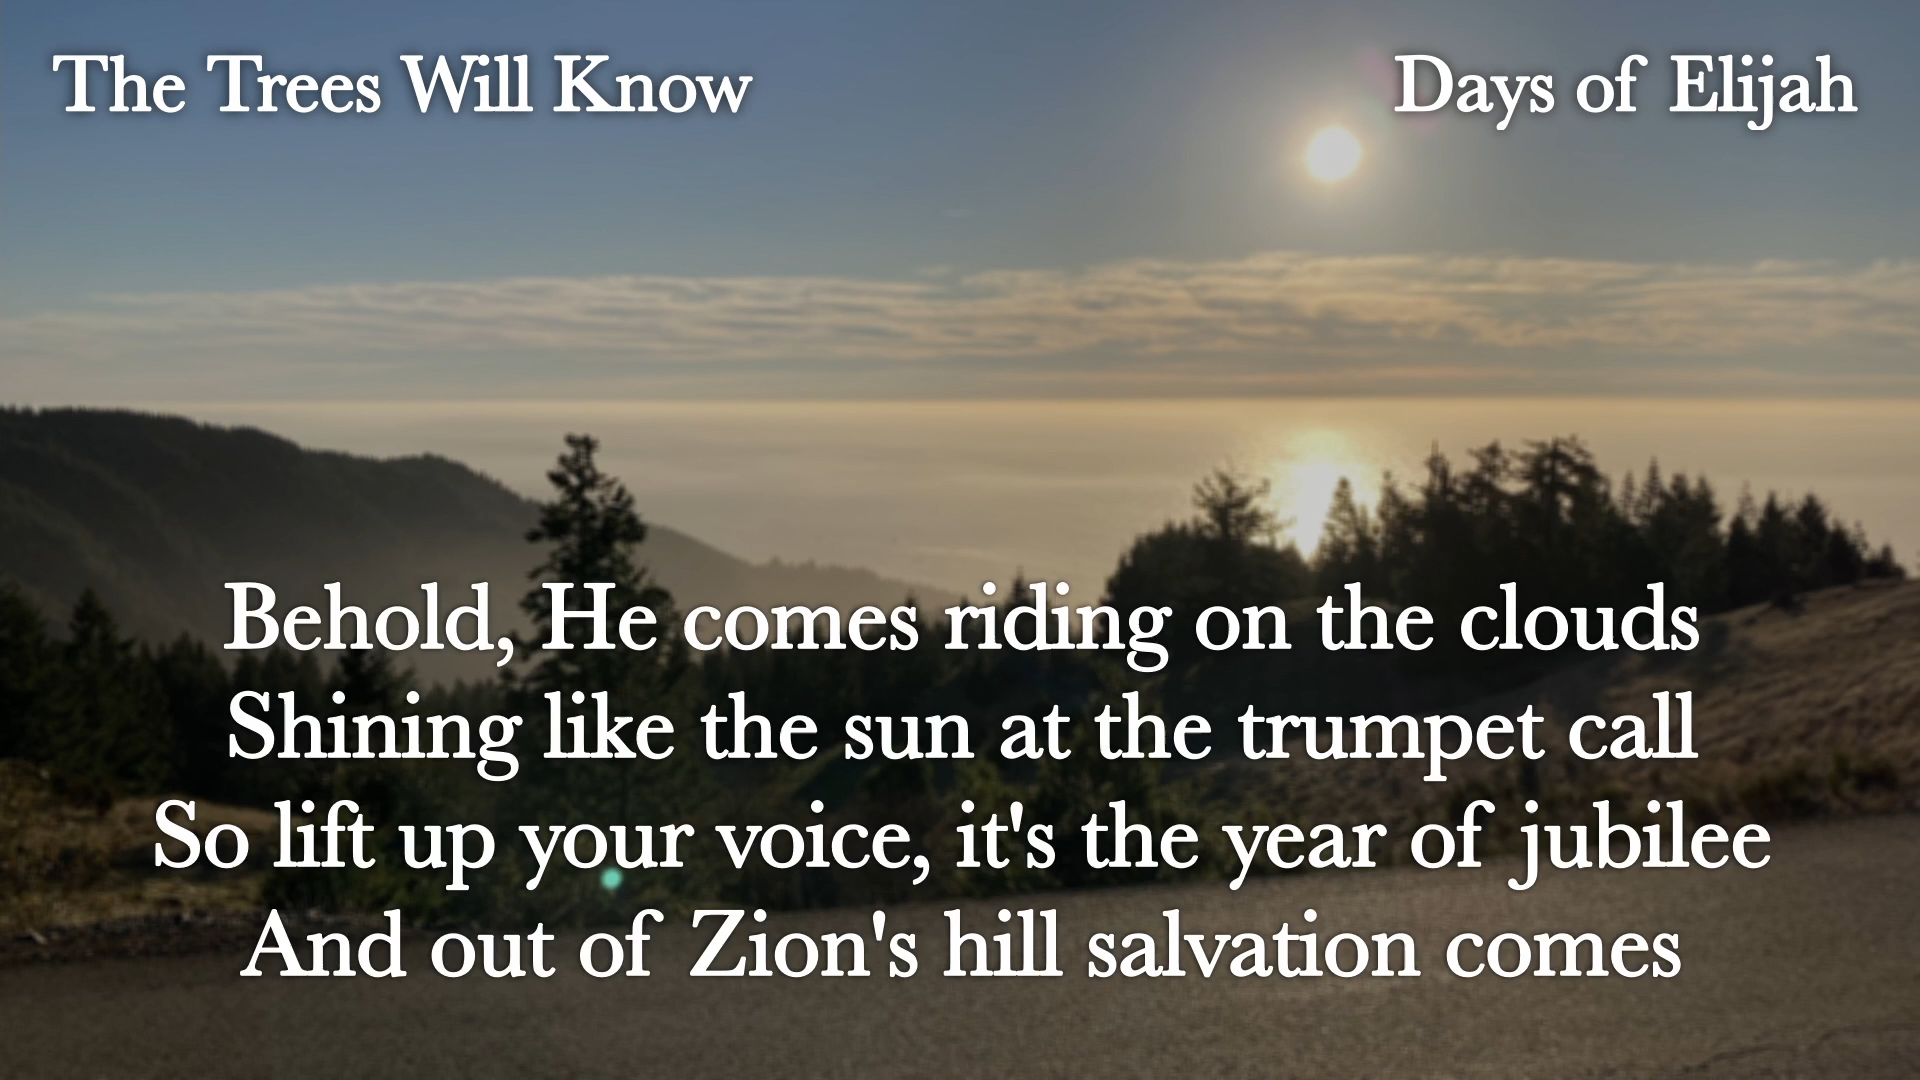 The Trees Will Know
Days of Elijah
Behold, He comes riding on the clouds
Shining like the sun at the trumpet call
So lift up your voice, it's the year of jubilee
And out of Zion's hill salvation comes